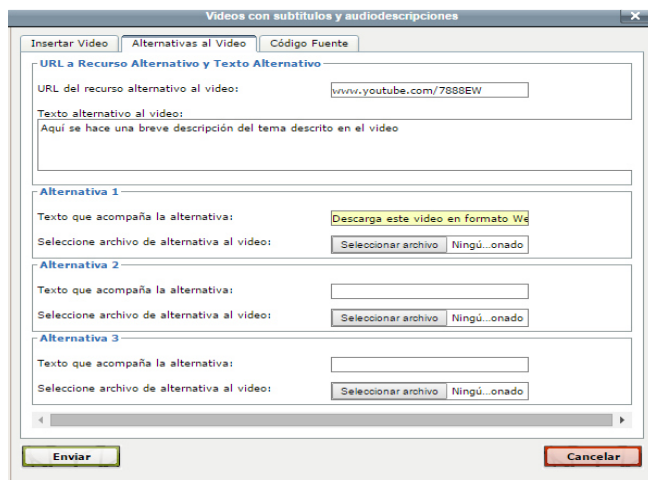 Videos con subtitulos y audiodescripciones
Insertar Video Alternativas al Video Código Fuente
URL a Recurso Alternativo y Texto Alternativo
URL del recurso alternativo al video: www.youtube.com/7888EW
Texto alternativo al video:
Aquí se hace una breve descripción del tema descrito en el video
Alternativa 1
Texto que acompaña la alternativa: Descarga este video en formato We
Seleccione archivo de alternativa al video: Seleccionar archivo Ningú...onado
Alternativa 2
Texto que acompaña la alternativa:
Seleccione archivo de alternativa al video: Seleccionar archivo Ningú...onado
Alternativa 3
Texto que acompaña la alternativa:
Seleccione archivo de alternativa al video: Seleccionar archivo Ningú...onado
Enviar Cancelar